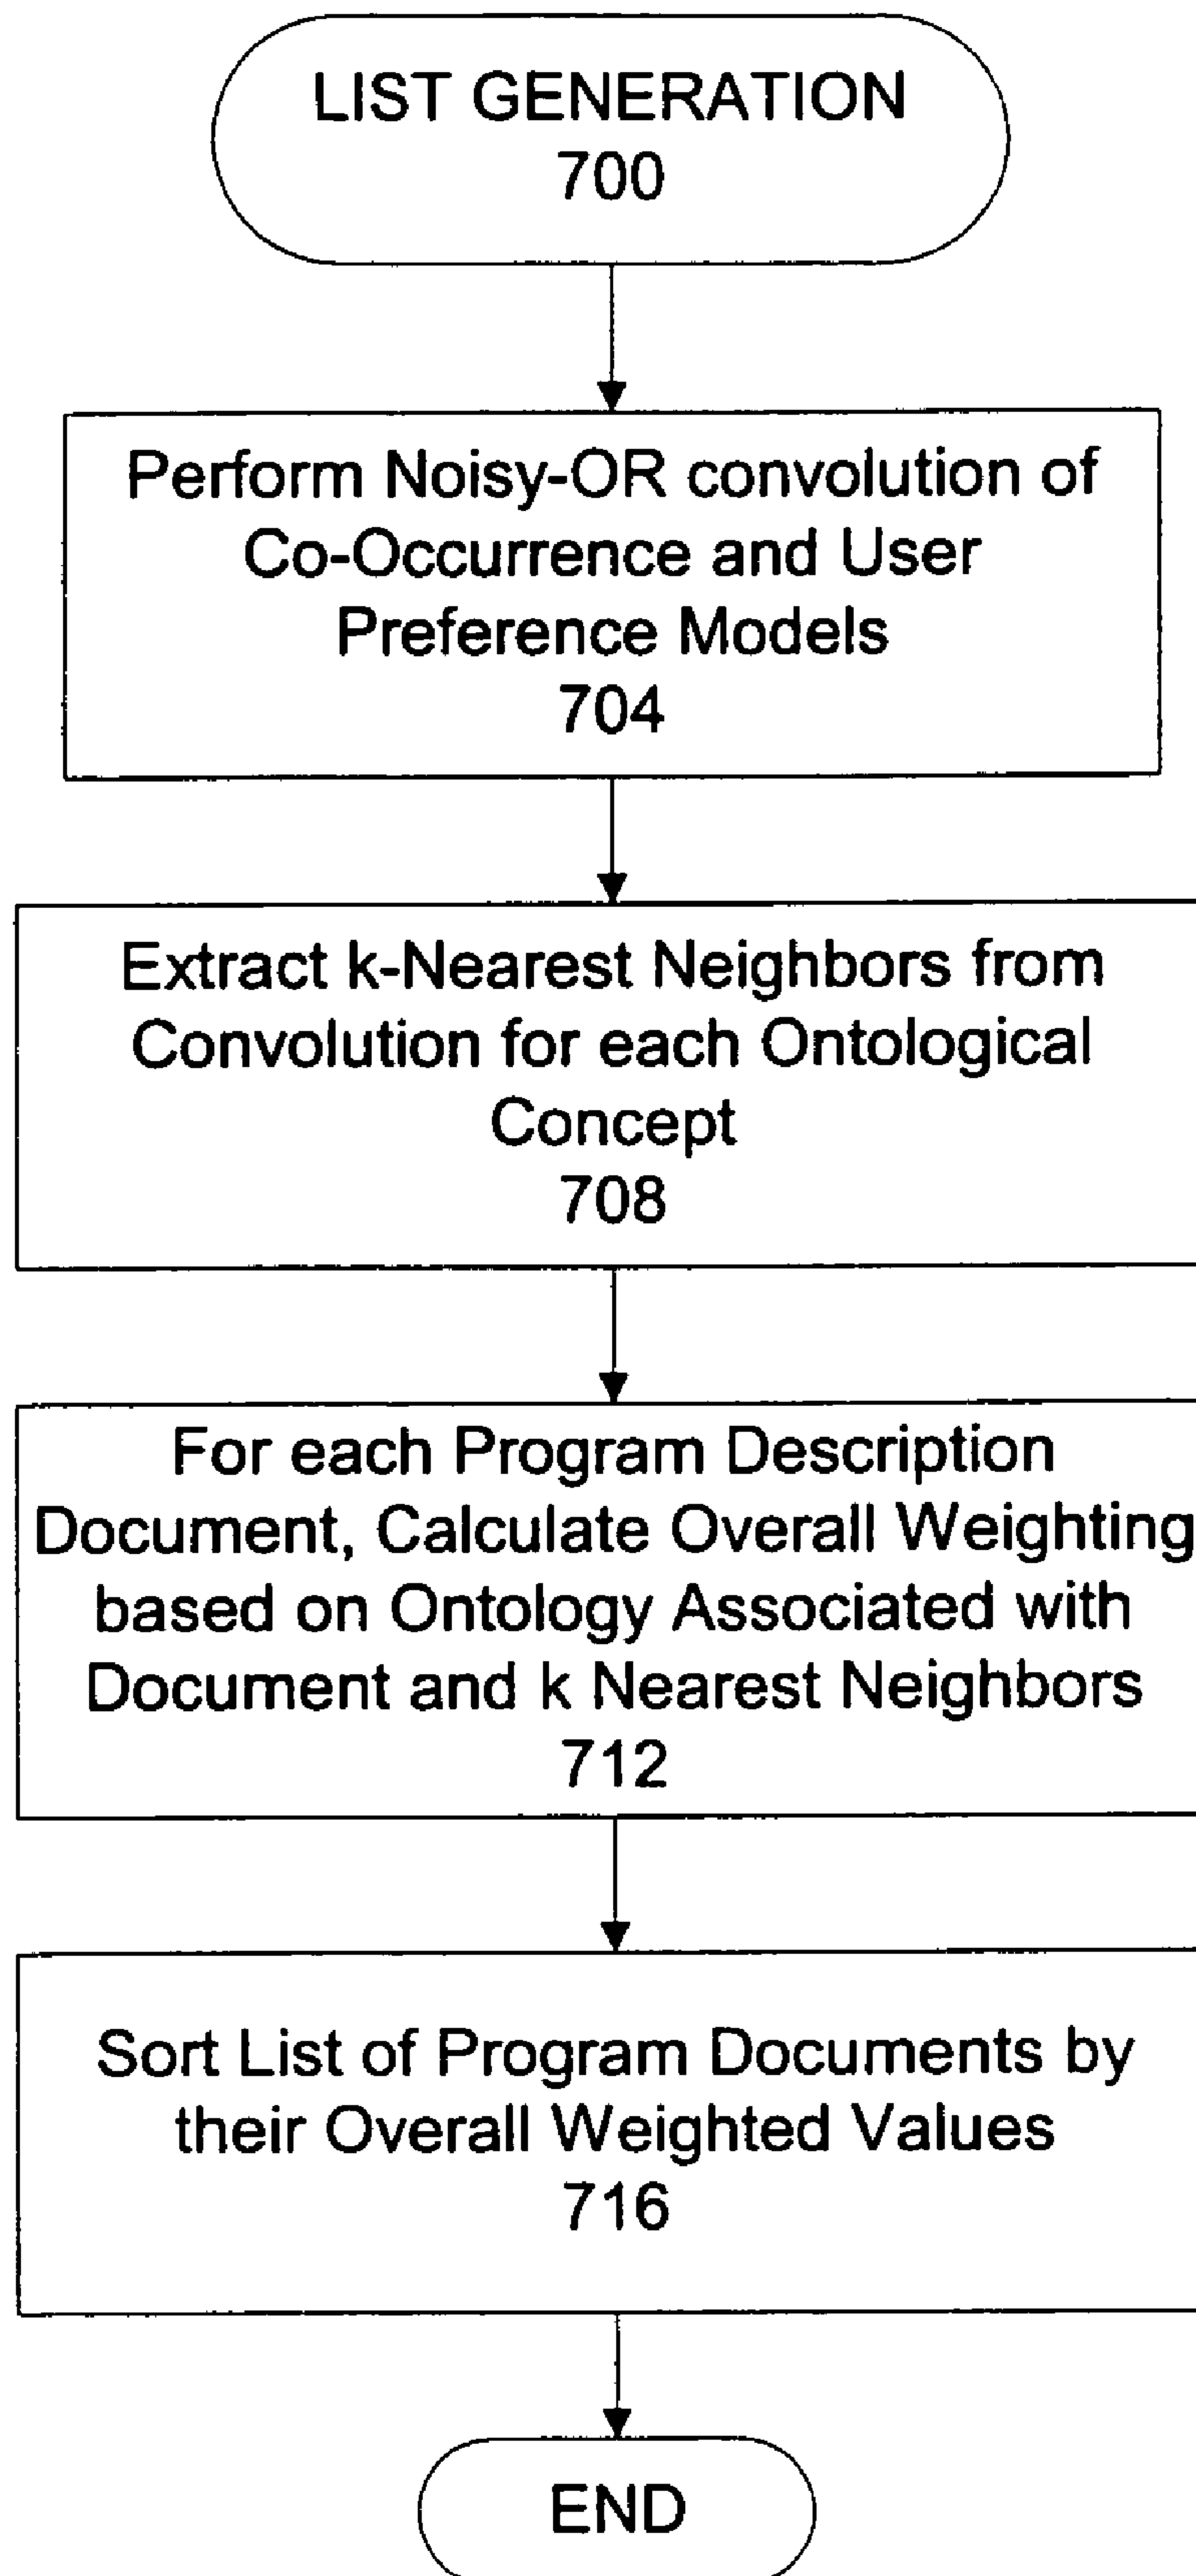 LIST GENERATION
700
Perform Noisy-OR convolution of
Co-Occurrence and User
Preference Models
704
Extract k-Nearest Neighbors from
Convolution for each Ontological
Concept
708
For each Program Description
Document, Calculate Overall Weighting
based on Ontology Associated with
Document and k Nearest Neighbors
712
Sort List of Program Documents by
their Overall Weighted Values
716
END